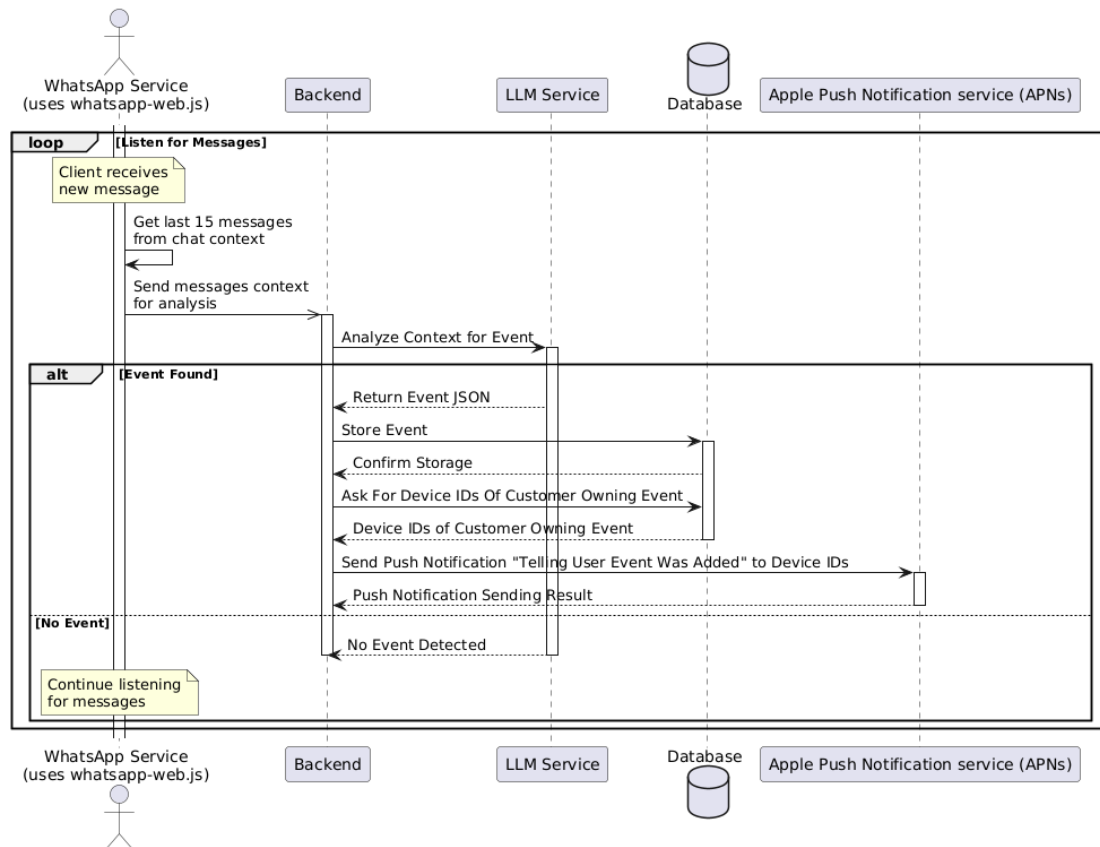 WhatsApp Service
(uses whatsapp-web.js)
Backend
LLM Service
Database
Apple Push Notification service (APNs)
loop
[Listen for Messages]
Client receives
new message
Get last 15 messages
from chat context
Send messages context
for analysis
Analyze Context for Event
alt
[Event Found]
Return Event JSON
Store Event
Confirm Storage
Ask For Device IDs Of Customer Owning Event
Device IDs of Customer Owning Event
Send Push Notification "Telling User Event Was Added" to Device IDs
Push Notification Sending Result
[No Event]
No Event Detected
Continue listening
for messages
WhatsApp Service
(uses whatsapp-web.js)
Backend
LLM Service
Database
Apple Push Notification service (APNs)